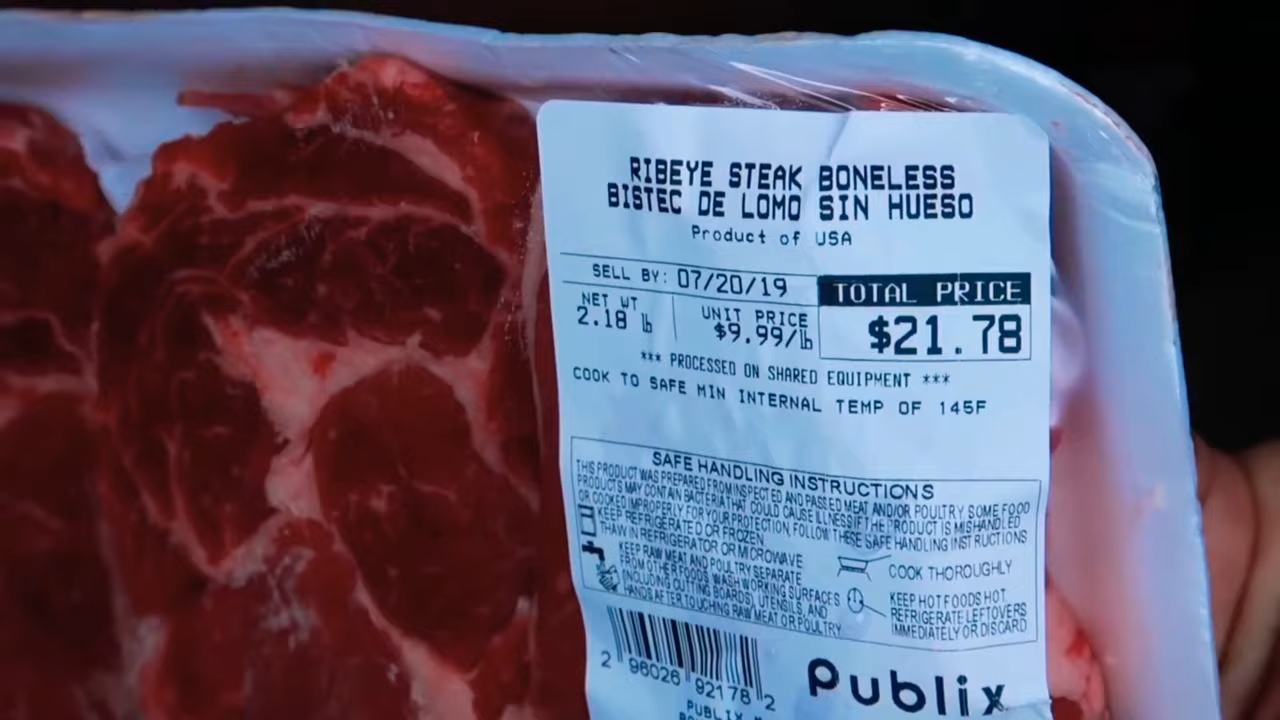 RIBEYE STEAK BONELESS
BISTEC DE LOMO SIN HUESO
Product of USA
SELL BY: 07/20/19
TOTAL PRICE
NET WT
2.18 lb
UNIT PRICE
$9.99/lb
$21.78
*** PROCESSED ON SHARED EQUIPMENT ***
COOK TO SAFE MIN INTERNAL TEMP OF 145F
SAFE HANDLING INSTRUCTIONS
THIS PRODUCT WAS PREPARED FROM INSPECTED AND PASSED MEAT AND/OR POULTRY SOME FOOD
PRODUCTS MAY CONTAIN BACTERIA THAT COULD CAUSE ILLNESS IF THE PRODUCT IS MISHANDLED
OR COOKED IMPROPERLY FOR YOUR PROTECTION, FOLLOW THESE SAFE HANDLING INSTRUCTIONS
KEEP REFRIGERATED OR FROZEN
THAW IN REFRIGERATOR OR MICROWAVE
KEEP RAW MEAT AND POULTRY SEPARATE
FROM OTHER FOODS WASH WORKING SURFACES
(INCLUDING CUTTING BOARDS), UTENSILS, AND
HANDS AFTER TOUCHING RAW MEAT OR POULTRY
COOK THOROUGHLY
KEEP HOT FOODS HOT.
REFRIGERATE LEFTOVERS
IMMEDIATELY OR DISCARD
2 96026 92178 2
Publix
PUBLIX